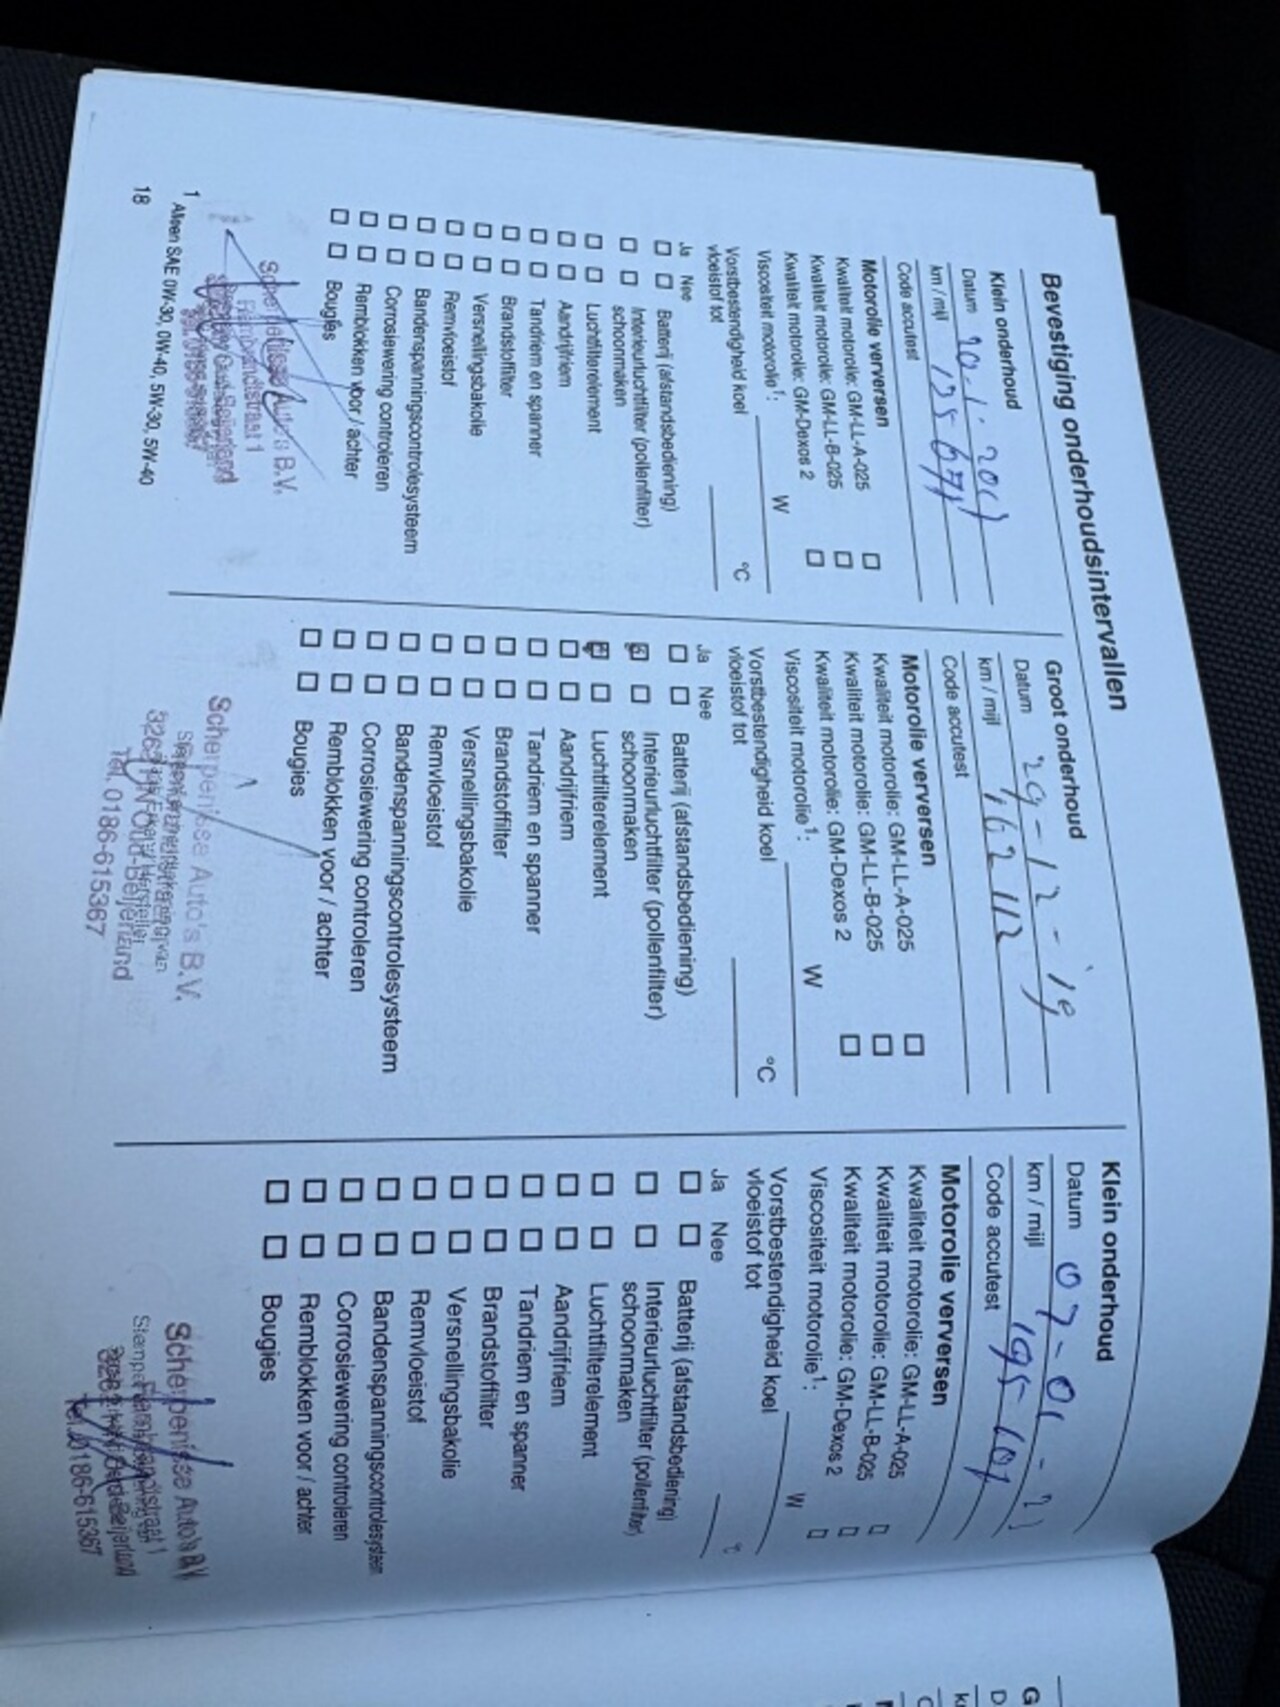 Bevestiging onderhoudsintervallen
Klein onderhoud
Datum 20-1-2017
km / mijl 135 671
Code accutest
Motorolie verversen
Kwaliteit motorolie: GM-LL-A-025 □
Kwaliteit motorolie: GM-LL-B-025 □
Kwaliteit motorolie: GM-Dexos 2 □
Viscositeit motorolie¹: W
Vorstbestendigheid koel
vloeistof tot °C
Ja Nee
□ □ Batterij (afstandsbediening)
□ □ Interieurluchtfilter (pollenfilter)
schoonmaken
□ □ Luchtfilterelement
□ □ Aandrijfriem
□ □ Tandriem en spanner
□ □ Brandstoffilter
□ □ Versnellingsbakolie
□ □ Remvloeistof
□ □ Bandenspanningscontrolesysteem
□ □ Corrosiewering controleren
□ □ Remblokken voor / achter
□ □ Bougies
Auto's B.V.
1 Alleen SAE 0W-30, 0W-40, 5W-30, 5W-40
18
Groot onderhoud
Datum 29-12-'19
km / mijl 162 112
Code accutest
Motorolie verversen
Kwaliteit motorolie: GM-LL-A-025 □
Kwaliteit motorolie: GM-LL-B-025 □
Kwaliteit motorolie: GM-Dexos 2 □
Viscositeit motorolie¹: W
Vorstbestendigheid koel
vloeistof tot °C
Ja Nee
□ □ Batterij (afstandsbediening)
☒ □ Interieurluchtfilter (pollenfilter)
schoonmaken
☒ □ Luchtfilterelement
□ □ Aandrijfriem
□ □ Tandriem en spanner
□ □ Brandstoffilter
□ □ Versnellingsbakolie
□ □ Remvloeistof
□ □ Bandenspanningscontrolesysteem
□ □ Corrosiewering controleren
□ □ Remblokken voor / achter
□ □ Bougies
Scherpenisse Auto's B.V.
Oud-Beijerland
Tel. 0186-615367
Klein onderhoud
Datum 07-01-2
km / mijl 195 107
Code accutest
Motorolie verversen
Kwaliteit motorolie: GM-LL-A-025 □
Kwaliteit motorolie: GM-LL-B-025 □
Kwaliteit motorolie: GM-Dexos 2 □
Viscositeit motorolie¹: W
Vorstbestendigheid koel
vloeistof tot °C
Ja Nee
□ □ Batterij (afstandsbediening)
□ □ Interieurluchtfilter (pollenfilter)
schoonmaken
□ □ Luchtfilterelement
□ □ Aandrijfriem
□ □ Tandriem en spanner
□ □ Brandstoffilter
□ □ Versnellingsbakolie
□ □ Remvloeistof
□ □ Bandenspanningscontrolesysteem
□ □ Corrosiewering controleren
□ □ Remblokken voor / achter
□ □ Bougies
Scherpenisse Auto's B.V.
Oud-Beijerland
Tel. 0186-615367